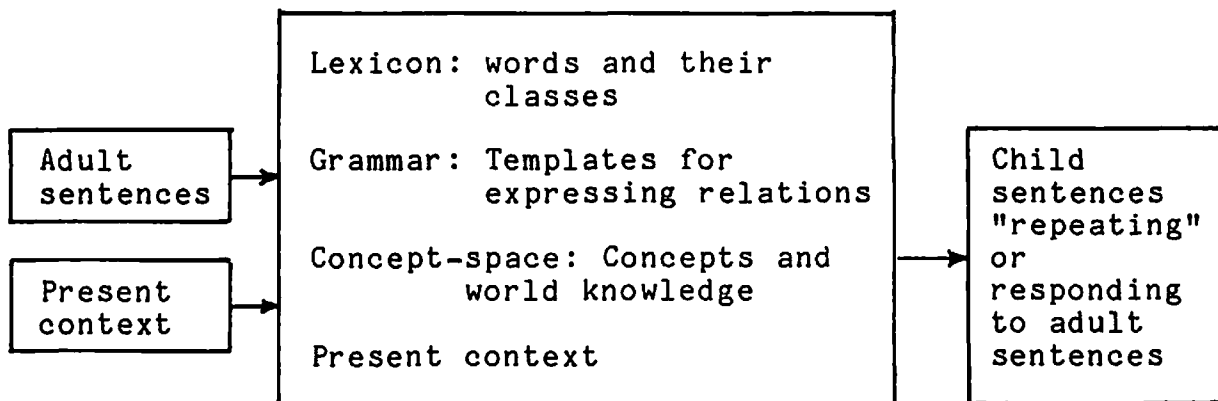 Adult
sentences
Present
context
Lexicon: words and their
classes
Grammar: Templates for
expressing relations
Concept-space: Concepts and
world knowledge
Present context
Child
sentences
"repeating"
or
responding
to adult
sentences